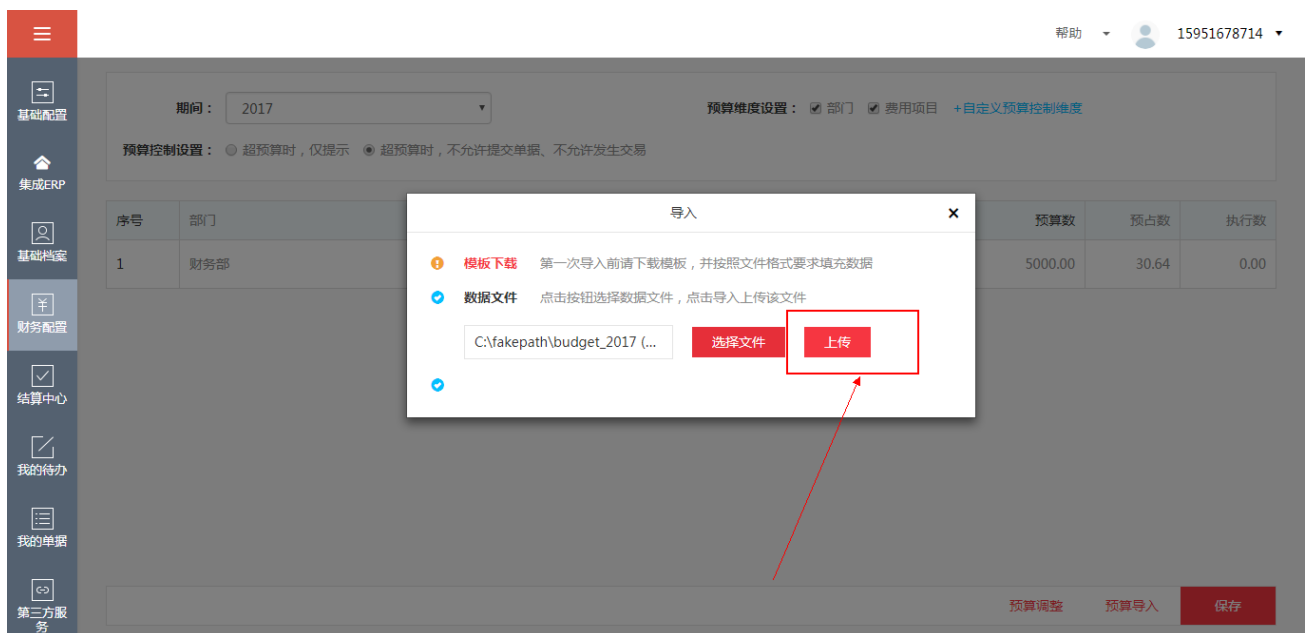 帮助 15951678714
基础配置
集成ERP
基础档案
财务配置
结算中心
我的待办
我的单据
第三方服
务
期间： 2017 预算维度设置： 部门 费用项目 +自定义预算控制维度
预算控制设置： 超预算时，仅提示 超预算时，不允许提交单据、不允许发生交易
序号 部门 预算数 预占数 执行数
1 财务部 5000.00 30.64 0.00
导入 ×
模板下载 第一次导入前请下载模板，并按照文件格式要求填充数据
数据文件 点击按钮选择数据文件，点击导入上传该文件
C:\fakepath\budget_2017 (... 选择文件 上传
预算调整 预算导入 保存